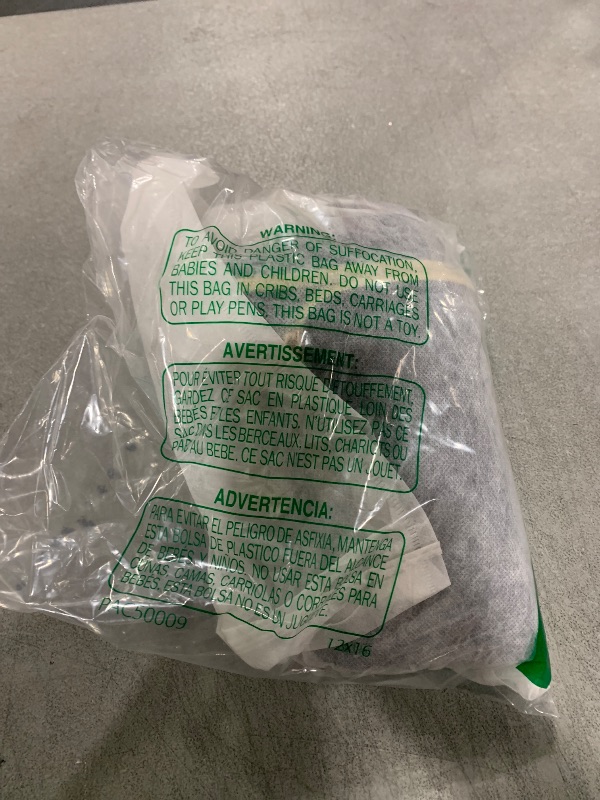 WARNING:
TO AVOID DANGER OF SUFFOCATION,
KEEP THIS PLASTIC BAG AWAY FROM
BABIES AND CHILDREN. DO NOT USE
THIS BAG IN CRIBS, BEDS, CARRIAGES
OR PLAY PENS. THIS BAG IS NOT A TOY.
AVERTISSEMENT:
POUR ÉVITER TOUT RISQUE D'ÉTOUFFEMENT,
GARDEZ CE SAC EN PLASTIQUE LOIN DES
BÉBÉS ET LES ENFANTS. N'UTILISEZ PAS CE
SAC DANS LES BERCEAUX, LITS, CHARIOTS OU
PARC AU BEBE. CE SAC N'EST PAS UN JOUET.
ADVERTENCIA:
PARA EVITAR EL PELIGRO DE ASFIXIA, MANTENGA
ESTA BOLSA DE PLASTICO FUERA DEL ALCANCE
DE BEBÉS Y NIÑOS. NO USAR ESTA BOLSA EN
CUNAS, CAMAS, CARRIOLAS O CORRALES PARA
BEBÉS. ESTA BOLSA NO ES UN JUGUETE.
PAC50009
12x16